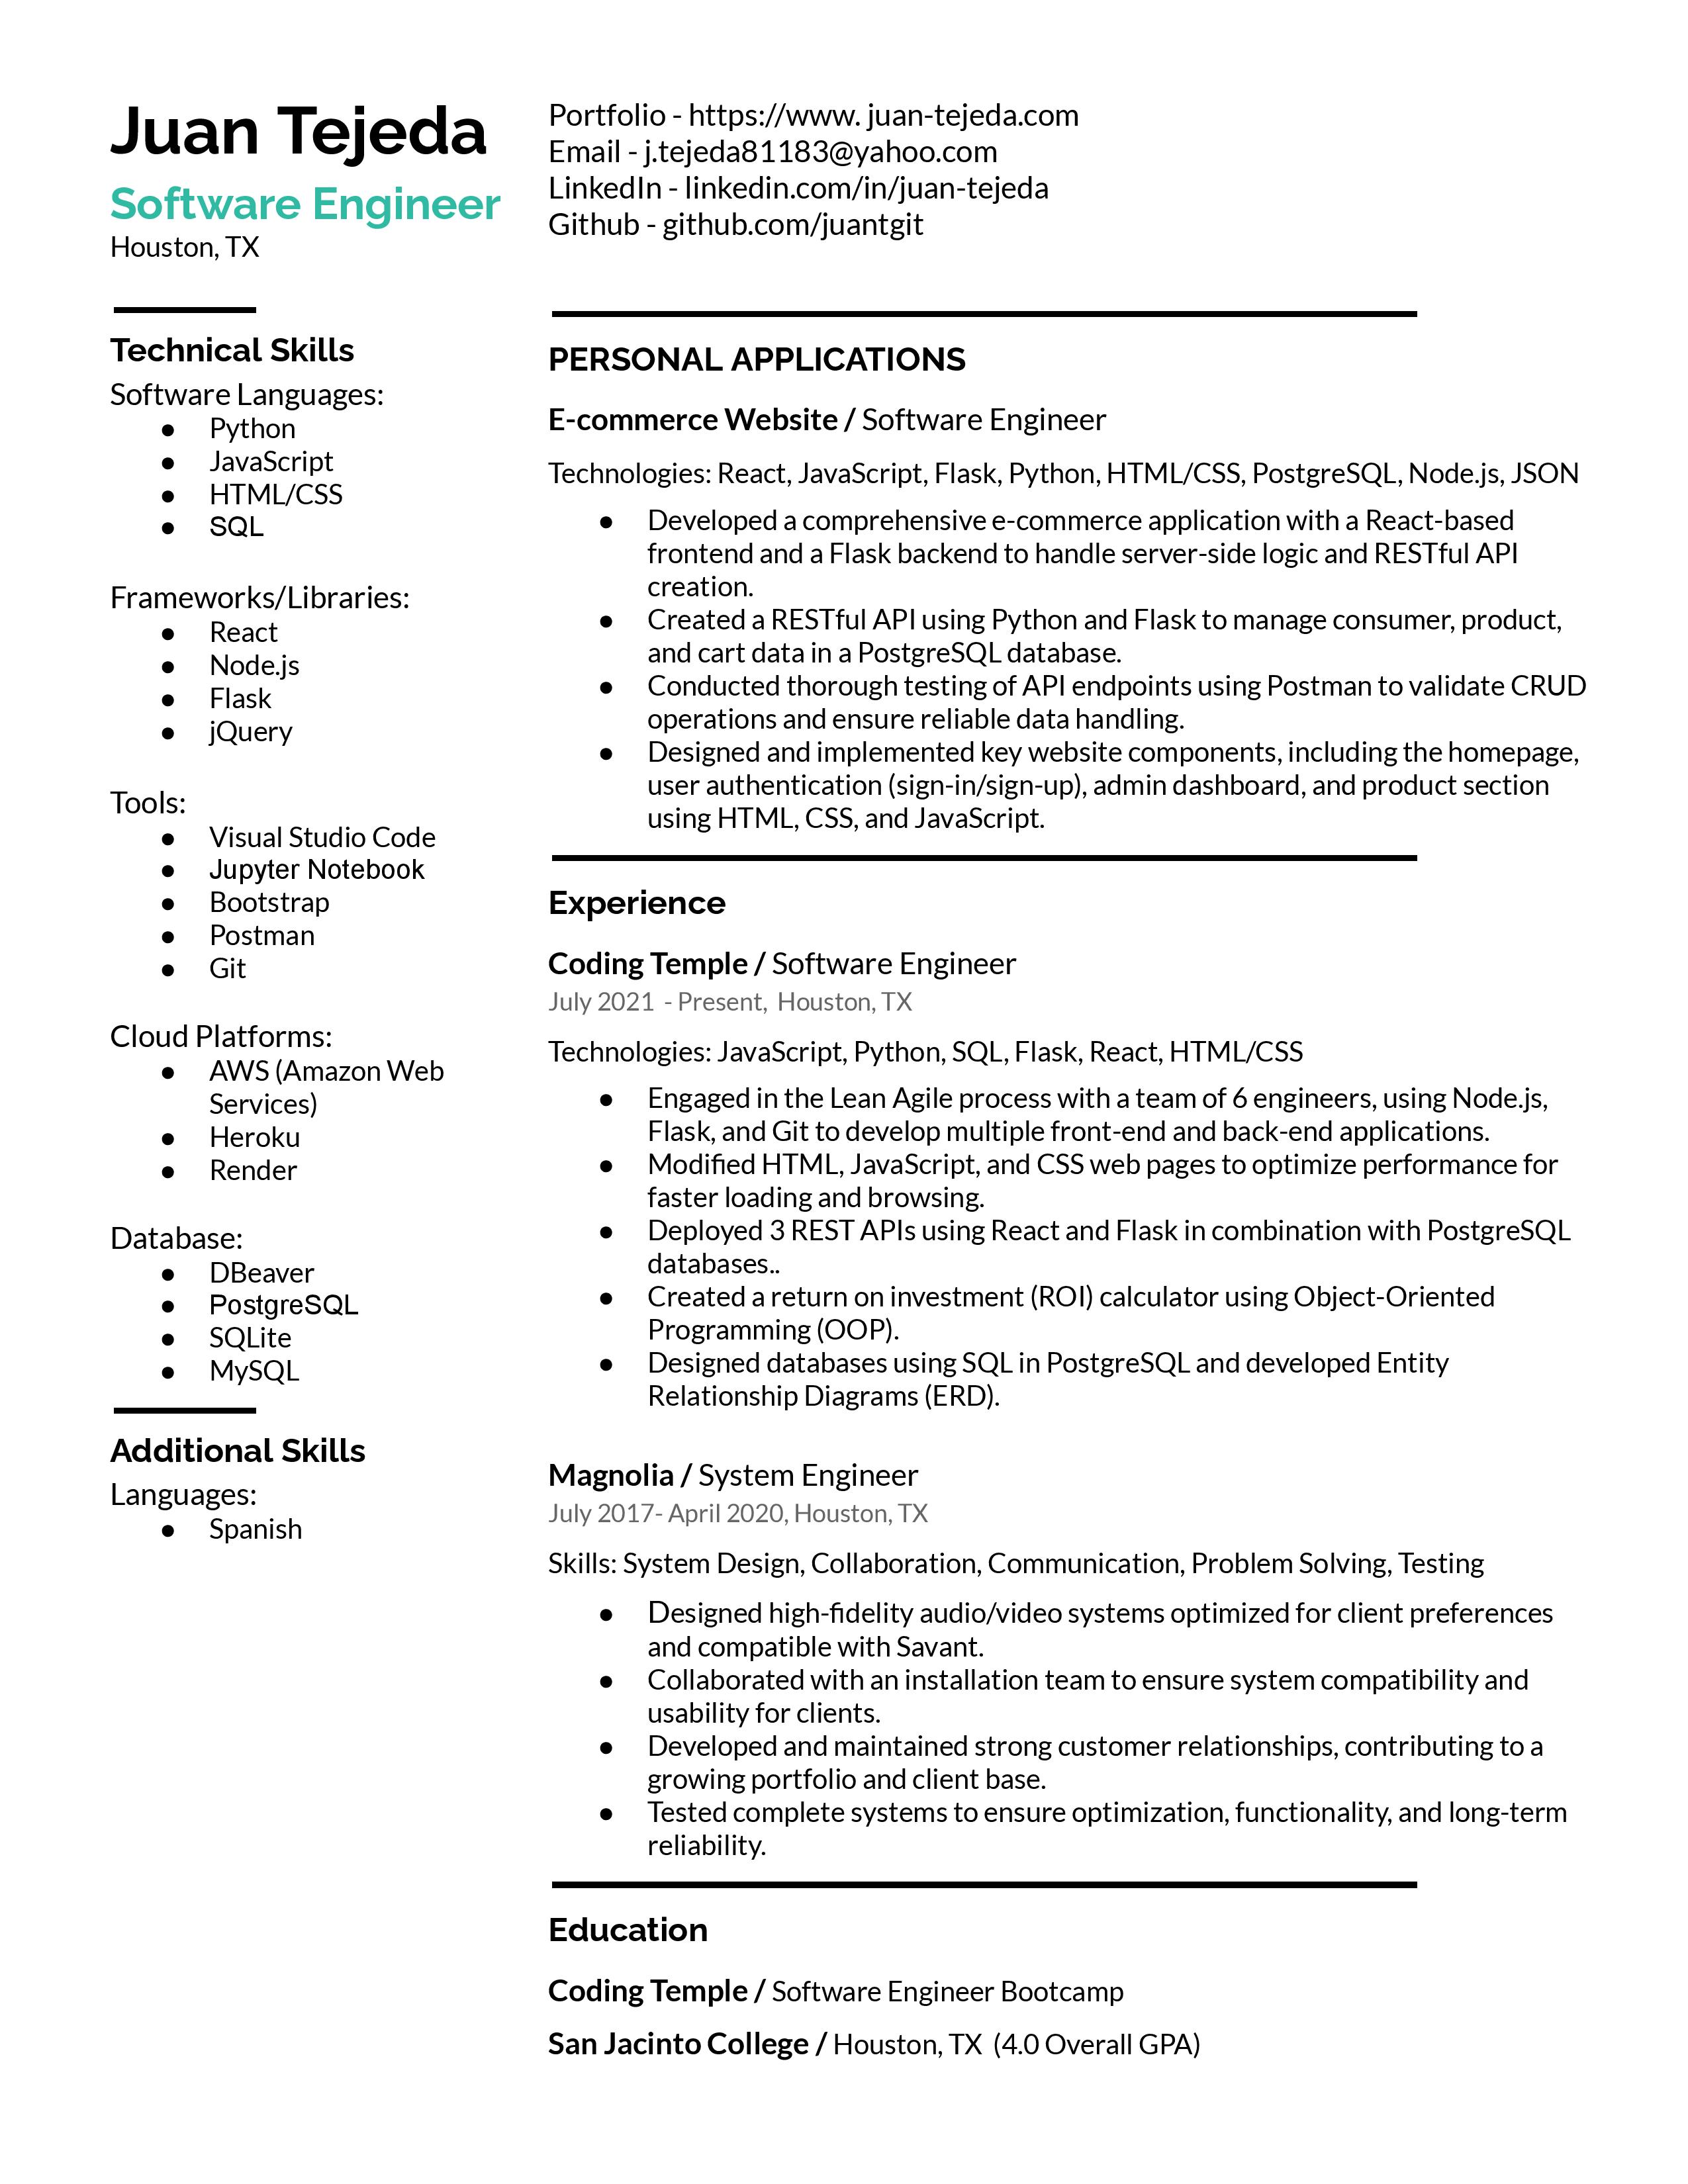 Juan Tejeda
Software Engineer
Houston, TX
Portfolio - https://www. juan-tejeda.com
Email - j.tejeda81183@yahoo.com
LinkedIn - linkedin.com/in/juan-tejeda
Github - github.com/juantgit
Technical Skills
Software Languages:
● Python
● JavaScript
● HTML/CSS
● SQL
Frameworks/Libraries:
● React
● Node.js
● Flask
● jQuery
Tools:
● Visual Studio Code
● Jupyter Notebook
● Bootstrap
● Postman
● Git
Cloud Platforms:
● AWS (Amazon Web
Services)
● Heroku
● Render
Database:
● DBeaver
● PostgreSQL
● SQLite
● MySQL
Additional Skills
Languages:
● Spanish
PERSONAL APPLICATIONS
E-commerce Website / Software Engineer
Technologies: React, JavaScript, Flask, Python, HTML/CSS, PostgreSQL, Node.js, JSON
● Developed a comprehensive e-commerce application with a React-based
frontend and a Flask backend to handle server-side logic and RESTful API
creation.
● Created a RESTful API using Python and Flask to manage consumer, product,
and cart data in a PostgreSQL database.
● Conducted thorough testing of API endpoints using Postman to validate CRUD
operations and ensure reliable data handling.
● Designed and implemented key website components, including the homepage,
user authentication (sign-in/sign-up), admin dashboard, and product section
using HTML, CSS, and JavaScript.
Experience
Coding Temple / Software Engineer
July 2021 - Present, Houston, TX
Technologies: JavaScript, Python, SQL, Flask, React, HTML/CSS
● Engaged in the Lean Agile process with a team of 6 engineers, using Node.js,
Flask, and Git to develop multiple front-end and back-end applications.
● Modified HTML, JavaScript, and CSS web pages to optimize performance for
faster loading and browsing.
● Deployed 3 REST APIs using React and Flask in combination with PostgreSQL
databases..
● Created a return on investment (ROI) calculator using Object-Oriented
Programming (OOP).
● Designed databases using SQL in PostgreSQL and developed Entity
Relationship Diagrams (ERD).
Magnolia / System Engineer
July 2017- April 2020, Houston, TX
Skills: System Design, Collaboration, Communication, Problem Solving, Testing
● Designed high-fidelity audio/video systems optimized for client preferences
and compatible with Savant.
● Collaborated with an installation team to ensure system compatibility and
usability for clients.
● Developed and maintained strong customer relationships, contributing to a
growing portfolio and client base.
● Tested complete systems to ensure optimization, functionality, and long-term
reliability.
Education
Coding Temple / Software Engineer Bootcamp
San Jacinto College / Houston, TX (4.0 Overall GPA)